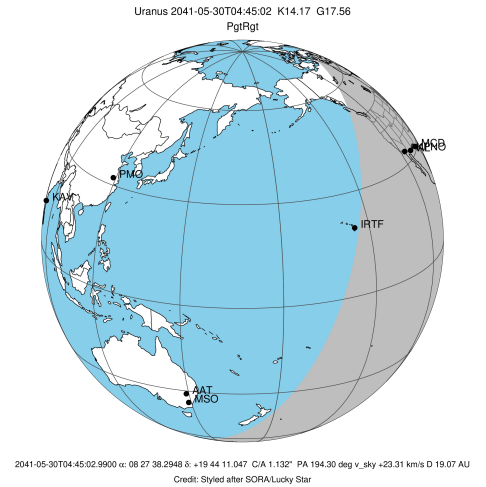 Uranus 2041-05-30T04:45:02 K14.17 G17.56
PgtRgt
MCD
KAV
PMO
IRTF
AAT
MSO
2041-05-30T04:45:02.9900 α: 08 27 38.2948 δ: +19 44 11.047 C/A 1.132" PA 194.30 deg v_sky +23.31 km/s D 19.07 AU
Credit: Styled after SORA/Lucky Star